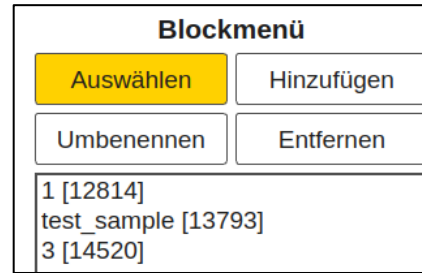 Blockmenü
Auswählen Hinzufügen
Umbenennen Entfernen
1 [12814]
test_sample [13793]
3 [14520]